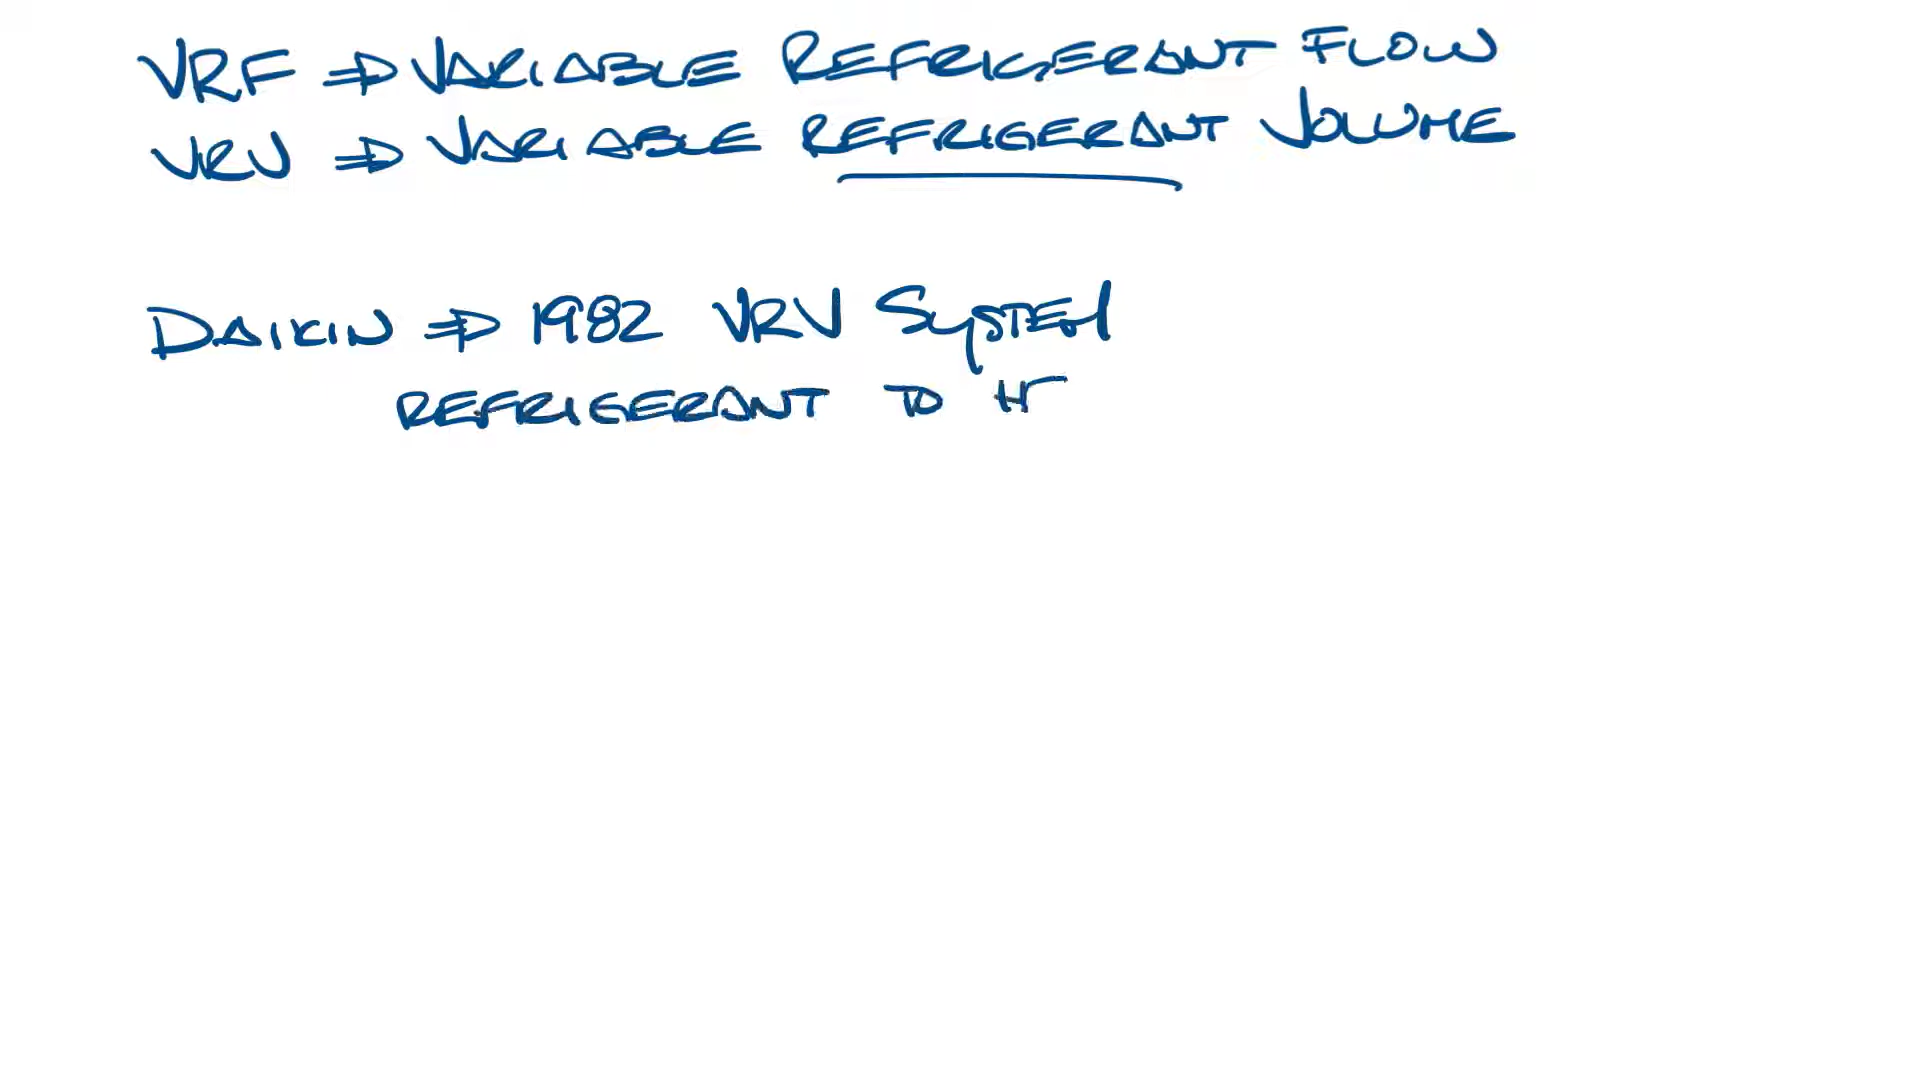 VRF ⇒ VARIABLE REFRIGERANT FLOW
VRV ⇒ VARIABLE REFRIGERANT VOLUME
DAIKIN ⇒ 1982 VRV SYSTEM
REFRIGERANT TO